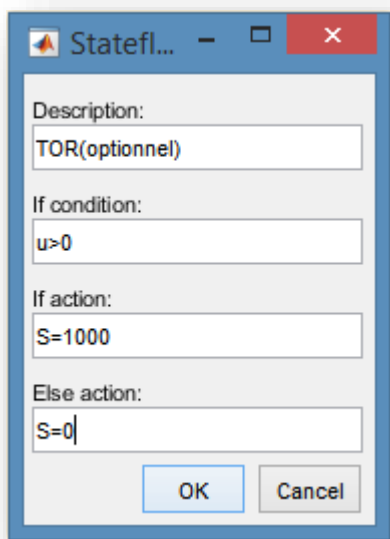 Statefl...
Description:
TOR(optionnel)
If condition:
u>0
If action:
S=1000
Else action:
S=0
OK Cancel